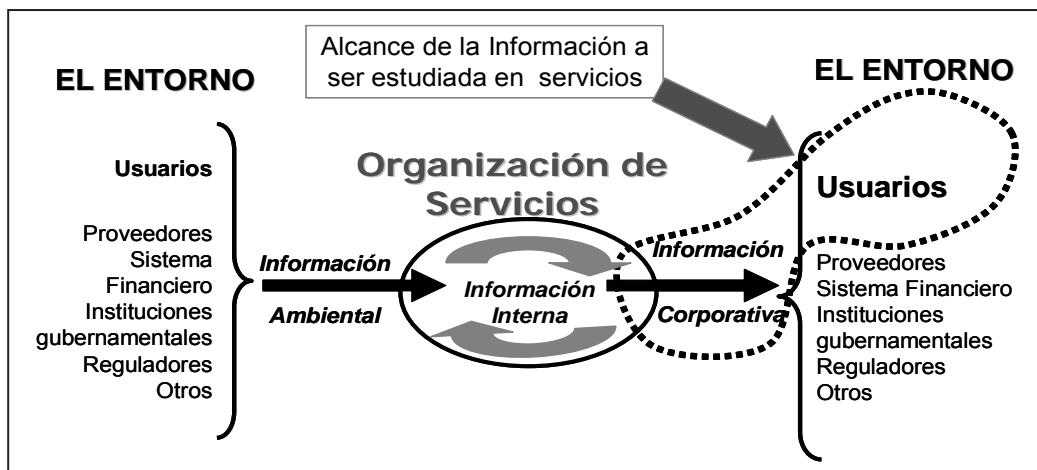 Alcance de la Información a
ser estudiada en servicios
EL ENTORNO
Usuarios
Proveedores
Sistema
Financiero
Instituciones
gubernamentales
Reguladores
Otros
Información
Ambiental
Organización de
Servicios
Información
Interna
Información
Corporativa
EL ENTORNO
Usuarios
Proveedores
Sistema Financiero
Instituciones
gubernamentales
Reguladores
Otros